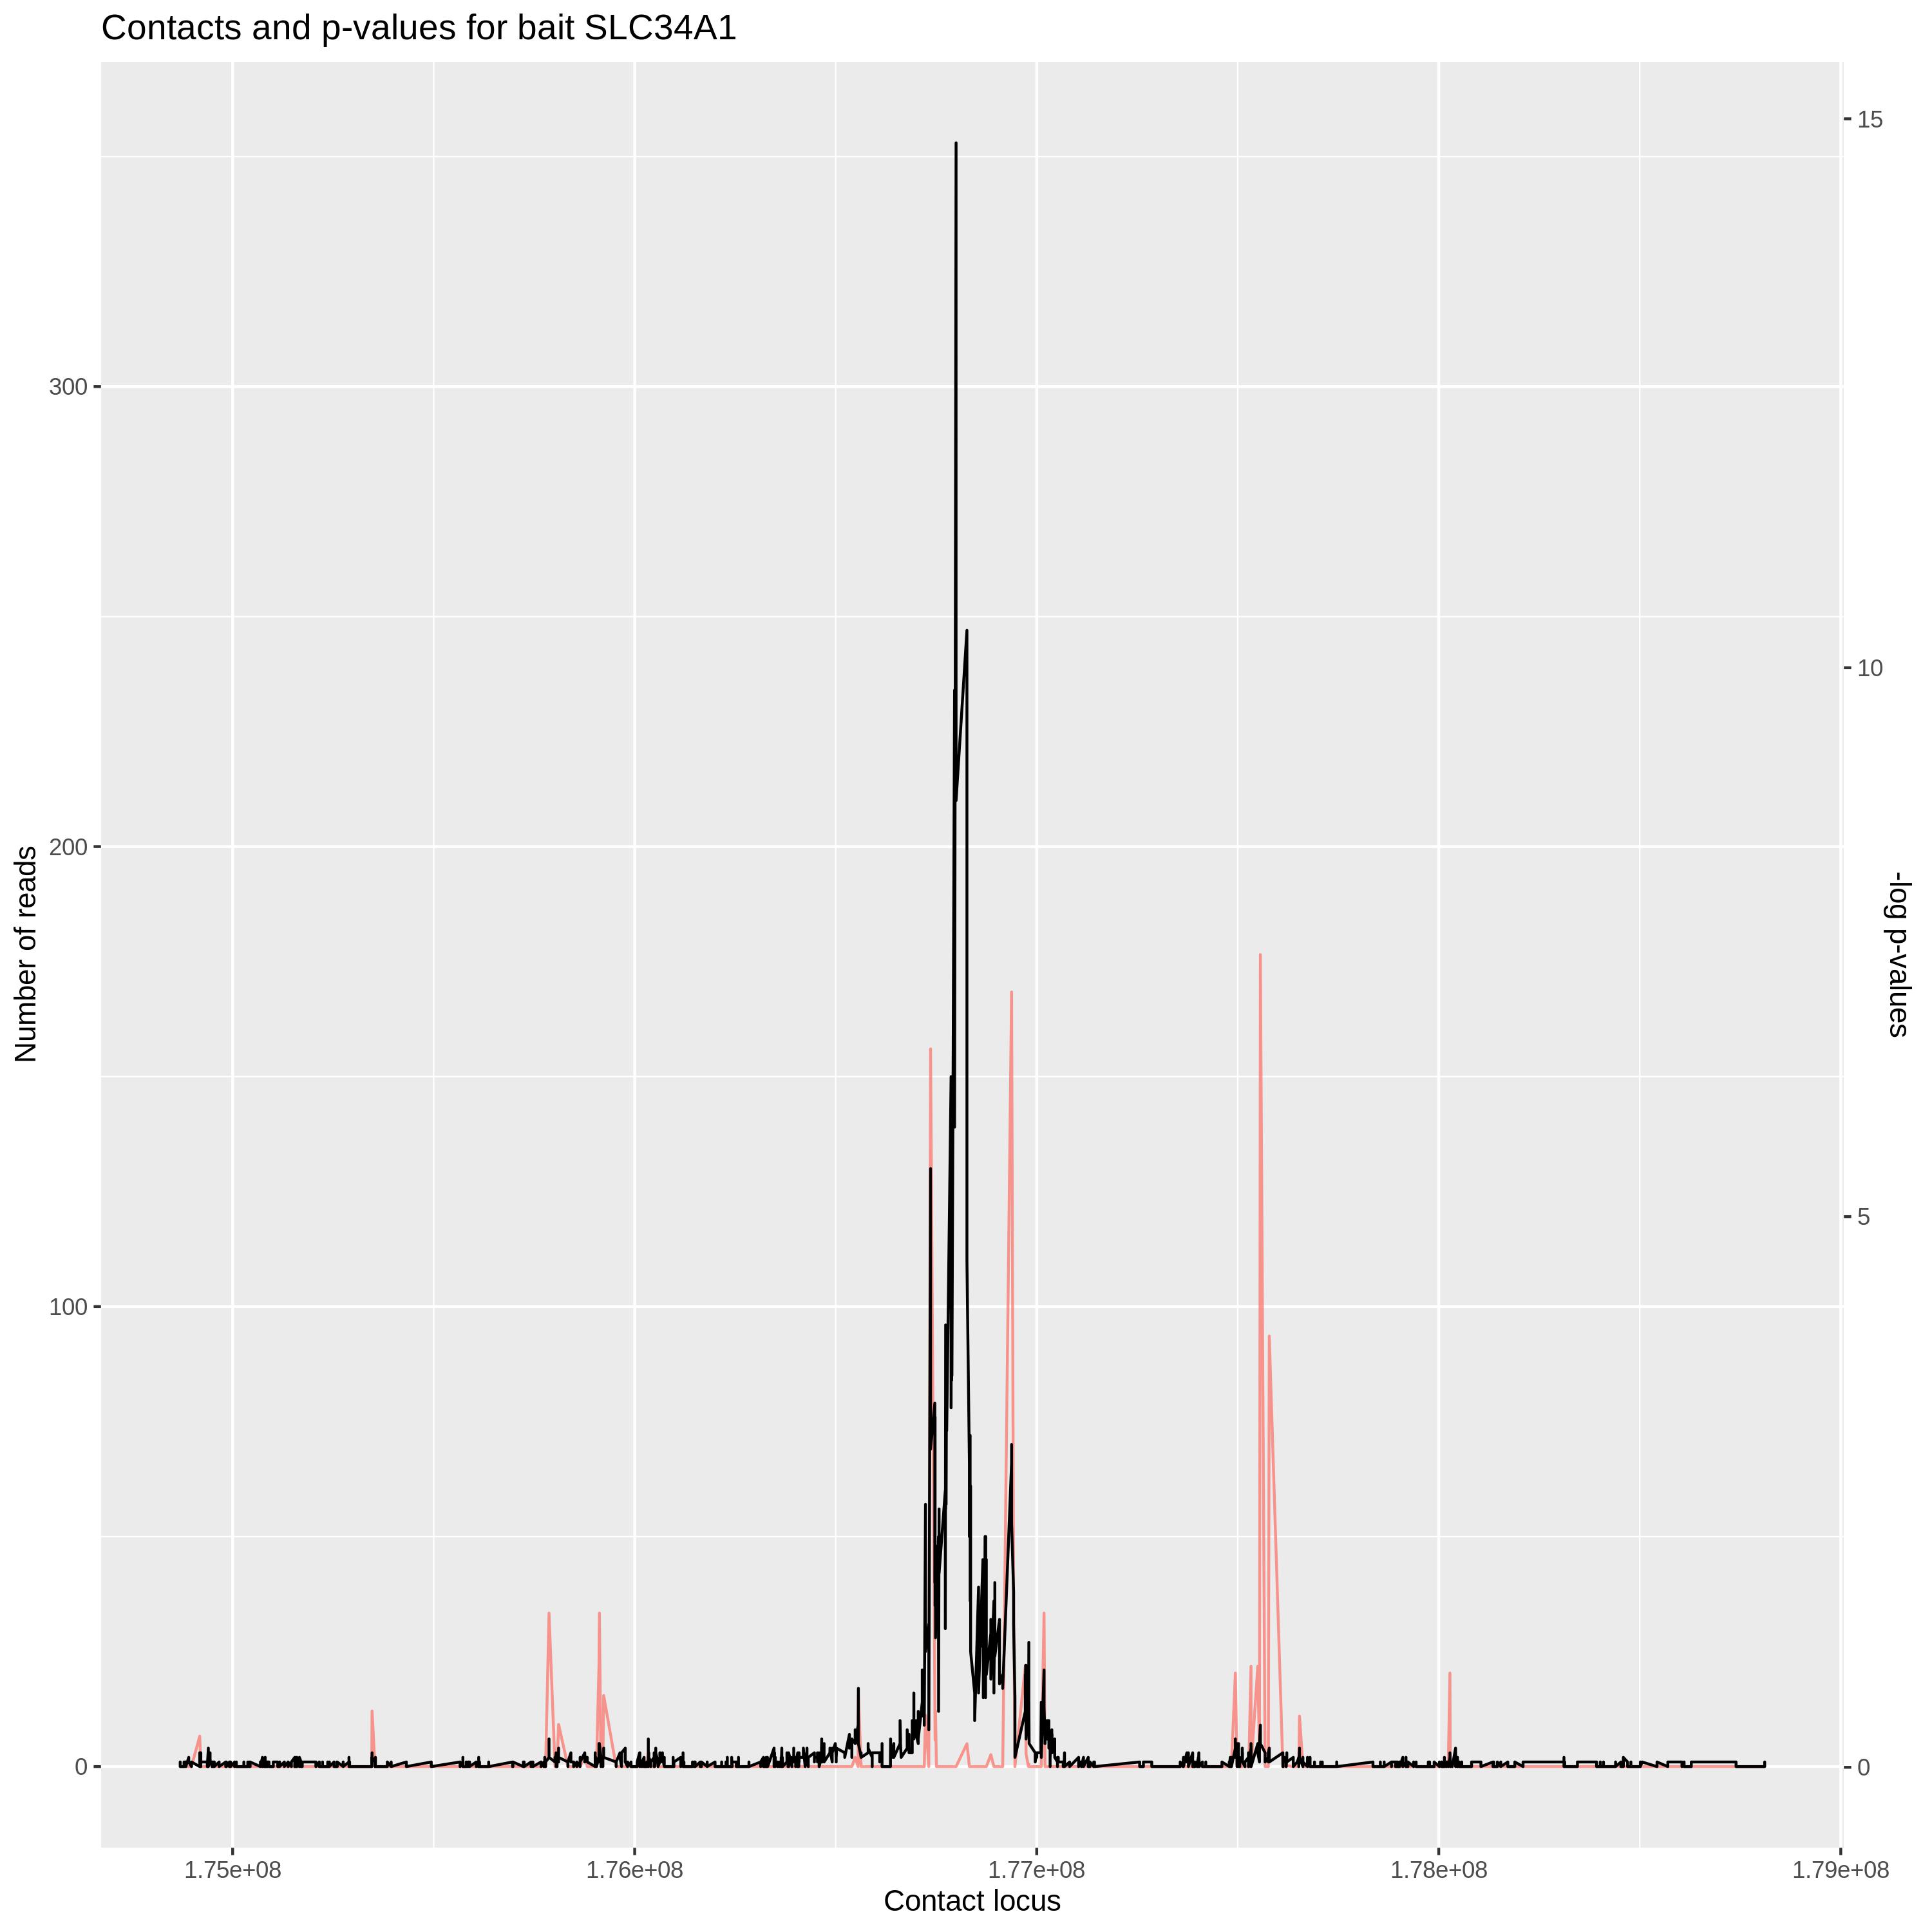 Contacts and p-values for bait SLC34A1
15
300
10
200
Number of reads
-log p-values
5
100
0
0
1.75e+08
1.76e+08
1.77e+08
1.78e+08
1.79e+08
Contact locus